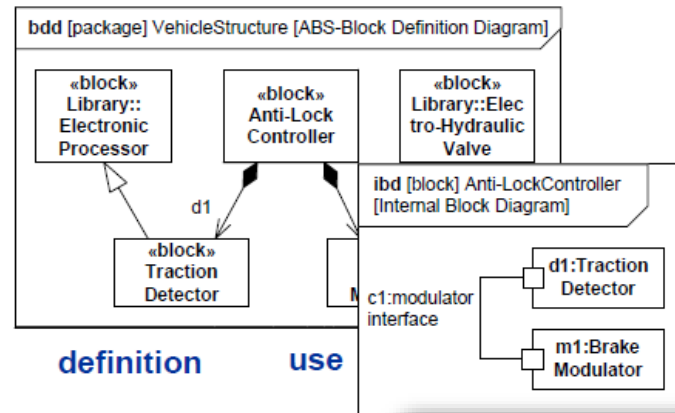 bdd [package] VehicleStructure [ABS-Block Definition Diagram]
«block»
Library::
Electronic
Processor
«block»
Anti-Lock
Controller
«block»
Library::Elec
tro-Hydraulic
Valve
d1
«block»
Traction
Detector
definition
use
ibd [block] Anti-LockController
[Internal Block Diagram]
c1:modulator
interface
d1:Traction
Detector
m1:Brake
Modulator